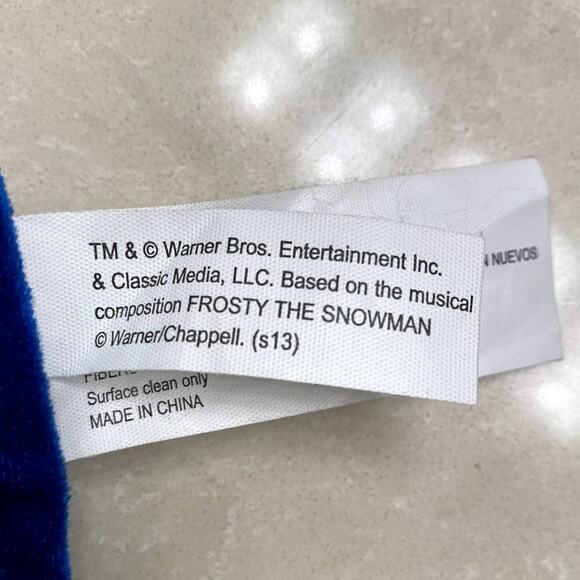 TM & © Warner Bros. Entertainment Inc.
& Classic Media, LLC. Based on the musical
composition FROSTY THE SNOWMAN
© Warner/Chappell. (s13)
NUEVOS
Surface clean only
MADE IN CHINA